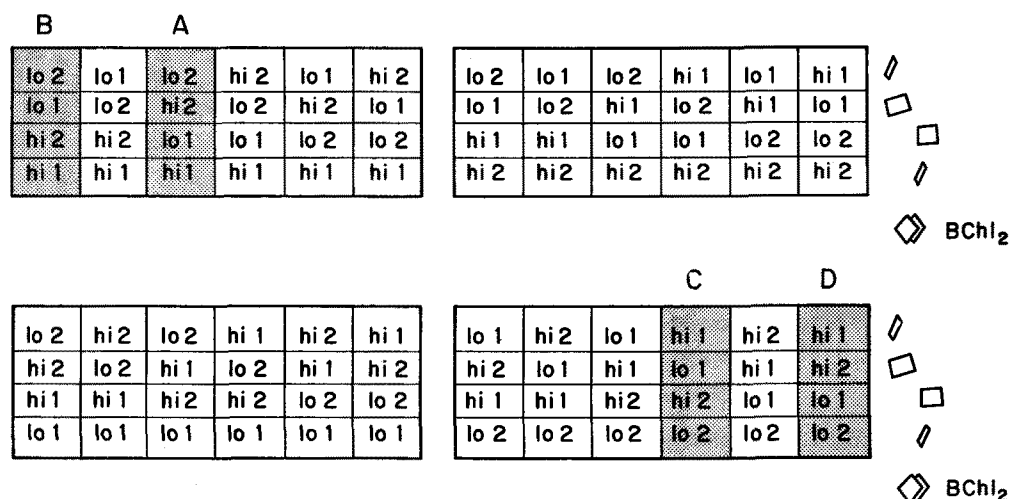 B A
lo 2 lo 1 lo 2 hi 2 lo 1 hi 2 lo 2 lo 1 lo 2 hi 1 lo 1 hi 1
lo 1 lo 2 hi 2 lo 2 hi 2 lo 1 lo 1 lo 2 hi 1 lo 2 hi 1 lo 1
hi 2 hi 2 lo 1 lo 1 lo 2 lo 2 hi 1 hi 1 lo 1 lo 1 lo 2 lo 2
hi 1 hi 1 hi 1 hi 1 hi 1 hi 1 hi 2 hi 2 hi 2 hi 2 hi 2 hi 2
BChl₂
C D
lo 2 hi 2 lo 2 hi 1 hi 2 hi 1 lo 1 hi 2 lo 1 hi 1 hi 2 hi 1
hi 2 lo 2 hi 1 lo 2 hi 1 hi 2 hi 2 lo 1 hi 1 lo 1 hi 1 hi 2
hi 1 hi 1 hi 2 hi 2 lo 2 lo 2 hi 1 hi 1 hi 2 hi 2 lo 1 lo 1
lo 1 lo 1 lo 1 lo 1 lo 1 lo 1 lo 2 lo 2 lo 2 lo 2 lo 2 lo 2
BChl₂